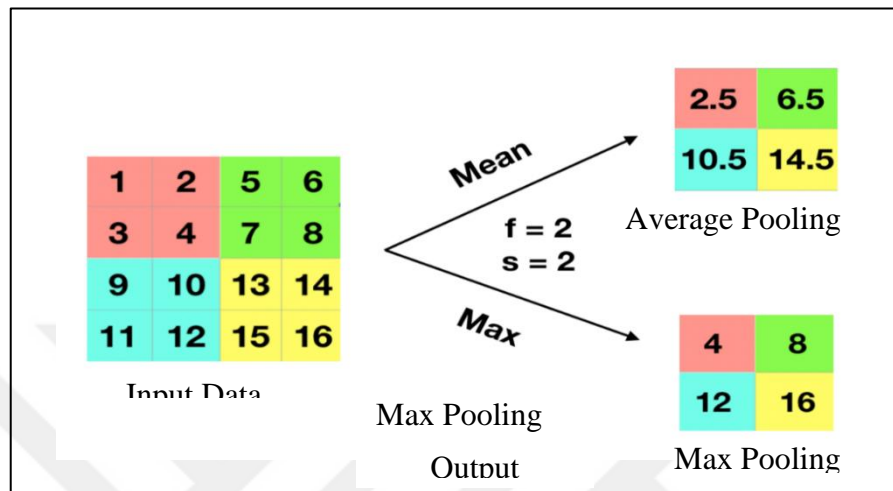 1 2 5 6
3 4 7 8
9 10 13 14
11 12 15 16
Input Data
Mean
f = 2
s = 2
Max
2.5 6.5
10.5 14.5
Average Pooling
4 8
12 16
Max Pooling
Max Pooling
Output